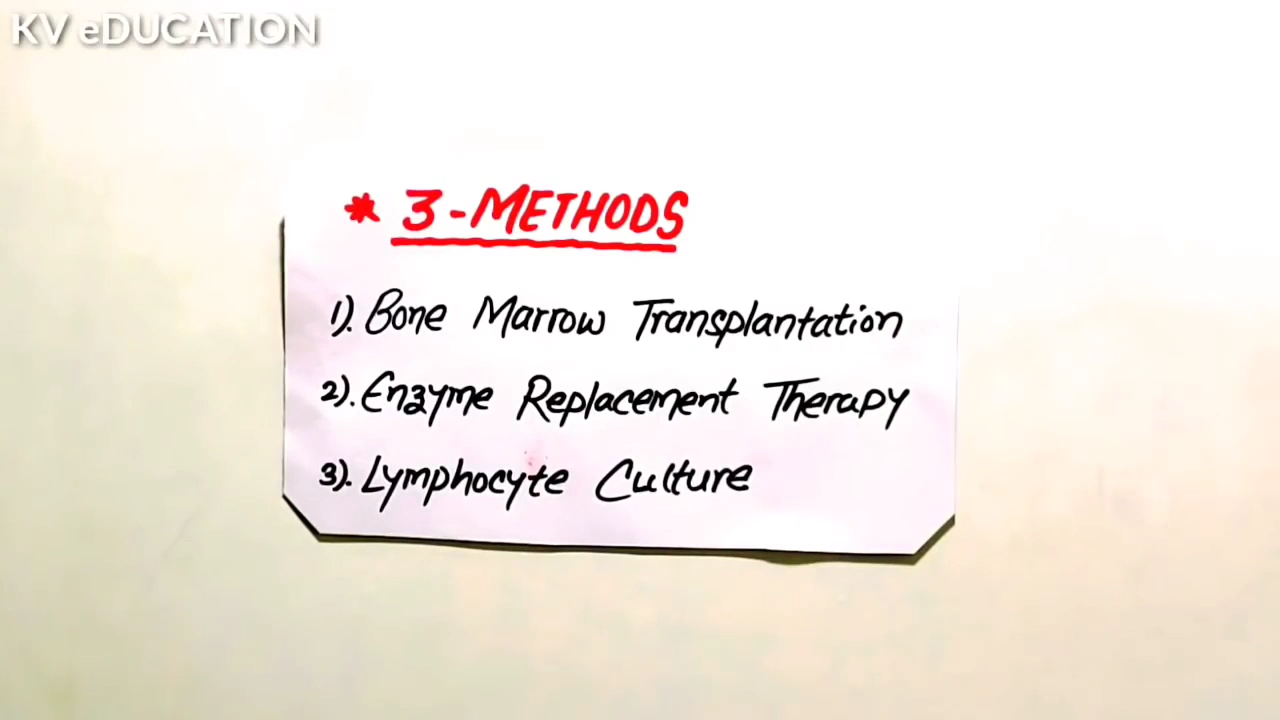 KV eDUCATION
* 3-METHODS
1). Bone Marrow Transplantation
2). Enzyme Replacement Therapy
3). Lymphocyte Culture